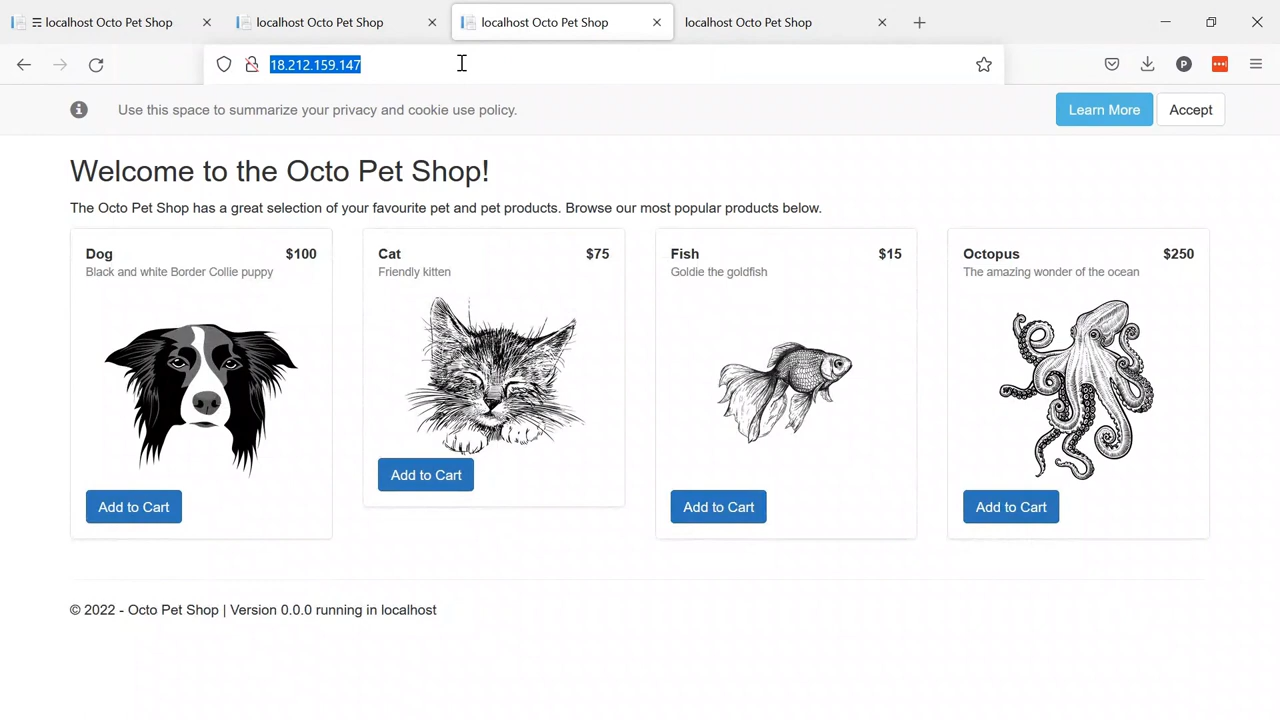 localhost Octo Pet Shop
localhost Octo Pet Shop
localhost Octo Pet Shop
localhost Octo Pet Shop
18.212.159.147
P
Use this space to summarize your privacy and cookie use policy.
Learn More
Accept
Welcome to the Octo Pet Shop!
The Octo Pet Shop has a great selection of your favourite pet and pet products. Browse our most popular products below.
Dog $100
Black and white Border Collie puppy
Add to Cart
Cat $75
Friendly kitten
Add to Cart
Fish $15
Goldie the goldfish
Add to Cart
Octopus $250
The amazing wonder of the ocean
Add to Cart
© 2022 - Octo Pet Shop | Version 0.0.0 running in localhost